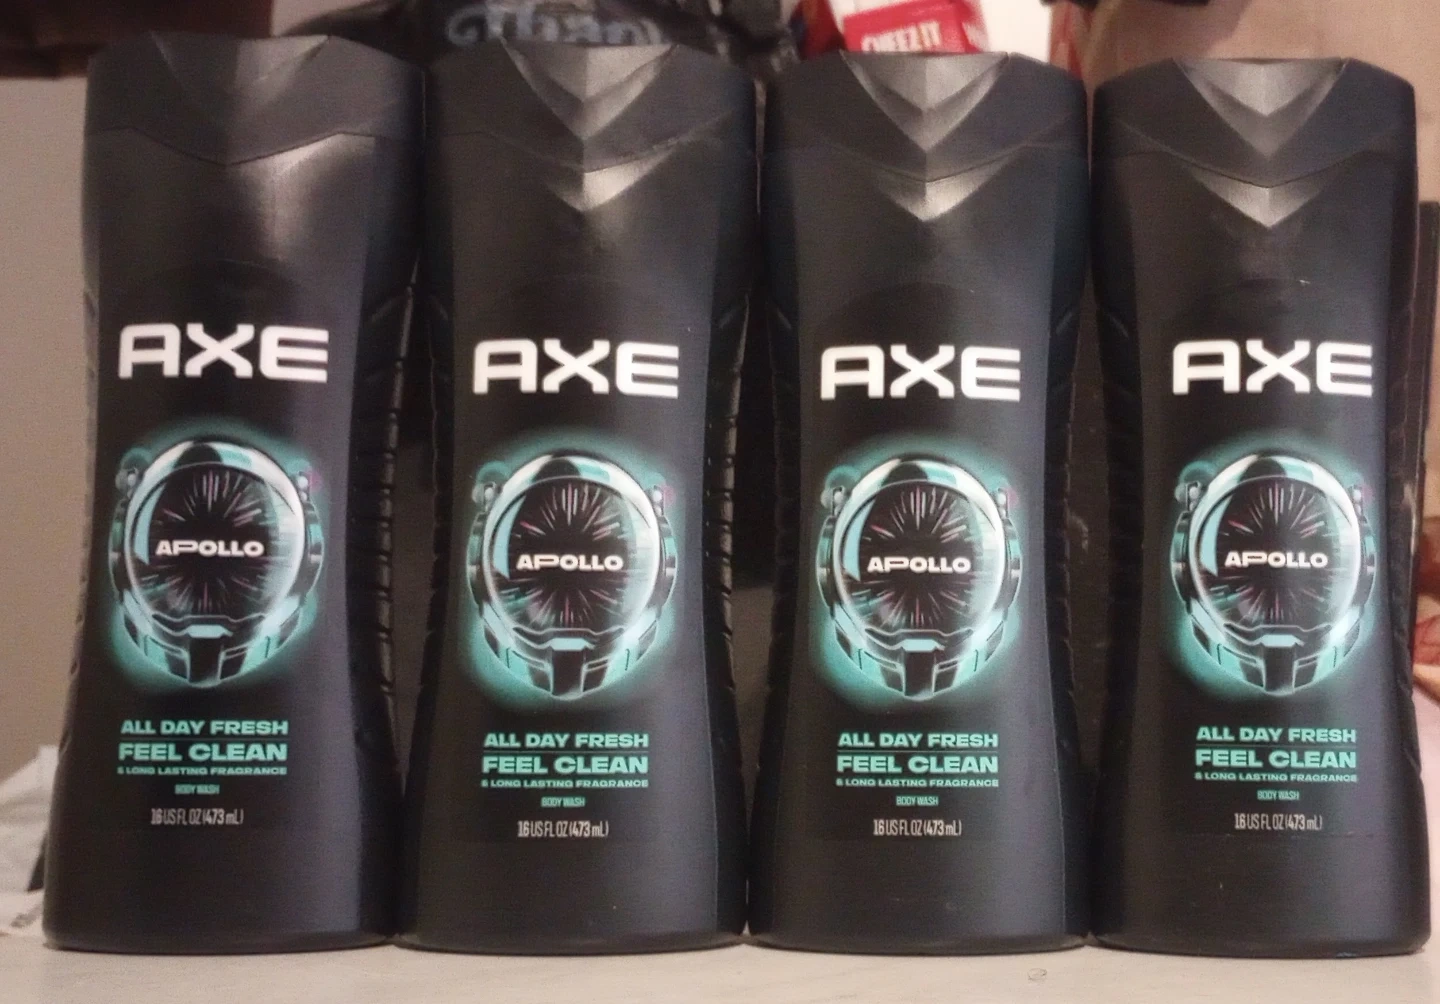 CHEEZ IT
AXE
APOLLO
ALL DAY FRESH
FEEL CLEAN
& LONG LASTING FRAGRANCE
BODY WASH
16 US FL OZ (473 mL)
AXE
APOLLO
ALL DAY FRESH
FEEL CLEAN
& LONG LASTING FRAGRANCE
BODY WASH
16 US FL OZ (473 mL)
AXE
APOLLO
ALL DAY FRESH
FEEL CLEAN
& LONG LASTING FRAGRANCE
BODY WASH
16 US FL OZ (473 mL)
AXE
APOLLO
ALL DAY FRESH
FEEL CLEAN
& LONG LASTING FRAGRANCE
BODY WASH
16 US FL OZ (473 mL)